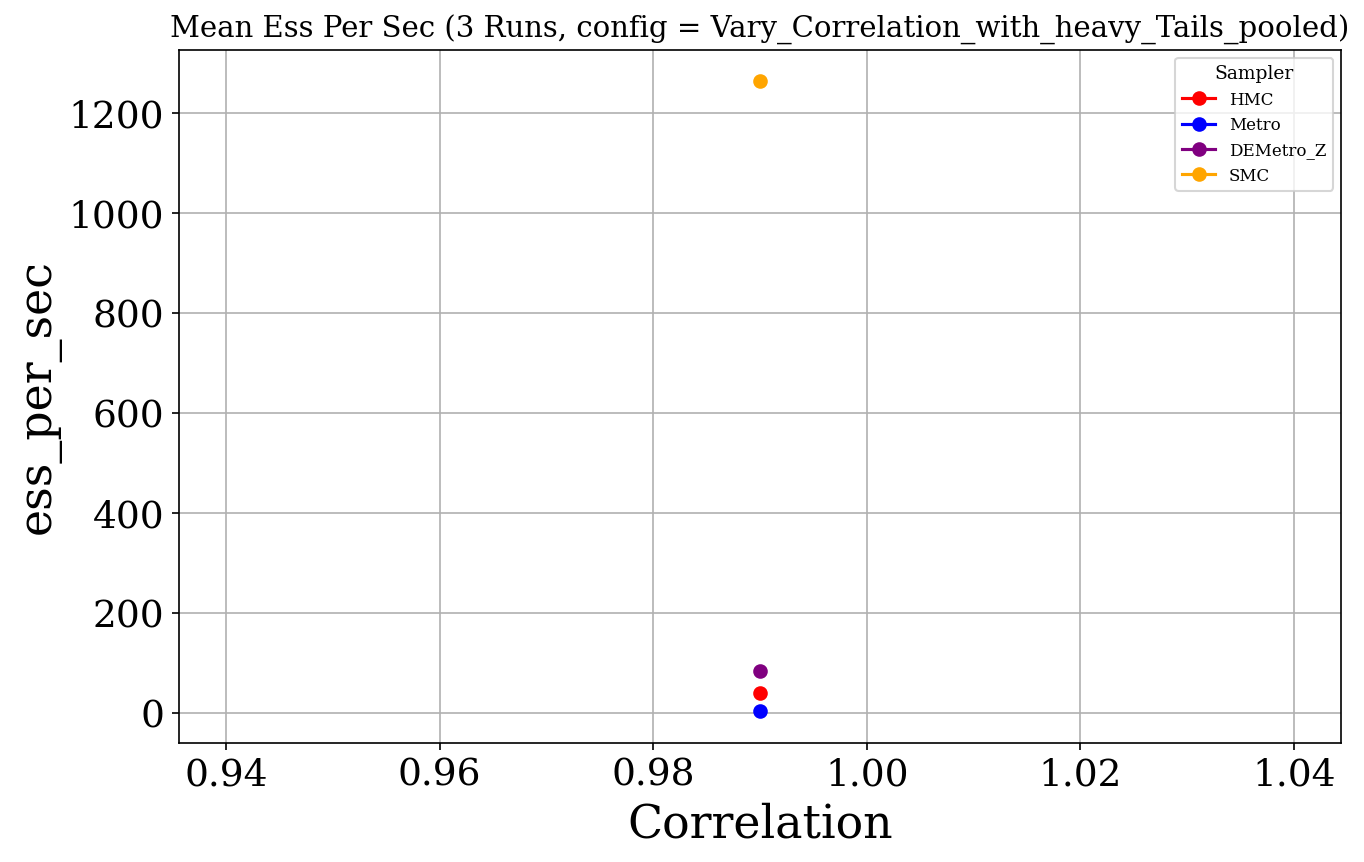 Mean Ess Per Sec (3 Runs, config = Vary_Correlation_with_heavy_Tails_pooled)
Sampler
HMC
Metro
DEMetro_Z
SMC
ess_per_sec
1200
1000
800
600
400
200
0
0.94 0.96 0.98 1.00 1.02 1.04
Correlation